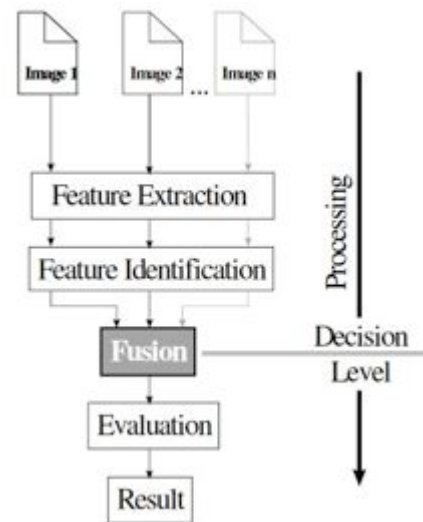 Image 1
Image 2
...
Image n
Feature Extraction
Feature Identification
Processing
Fusion
Decision
Level
Evaluation
Result